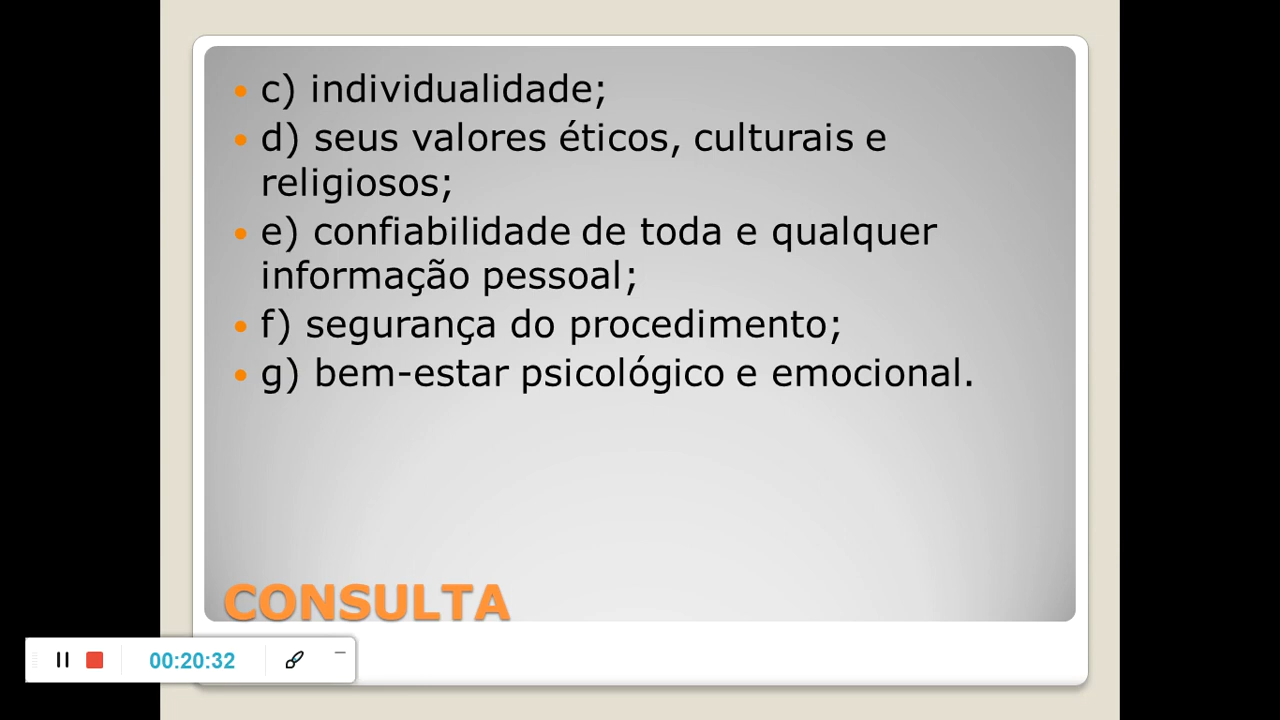 c) individualidade;
d) seus valores éticos, culturais e
religiosos;
e) confiabilidade de toda e qualquer
informação pessoal;
f) segurança do procedimento;
g) bem-estar psicológico e emocional.
CONSULTA
00:20:32